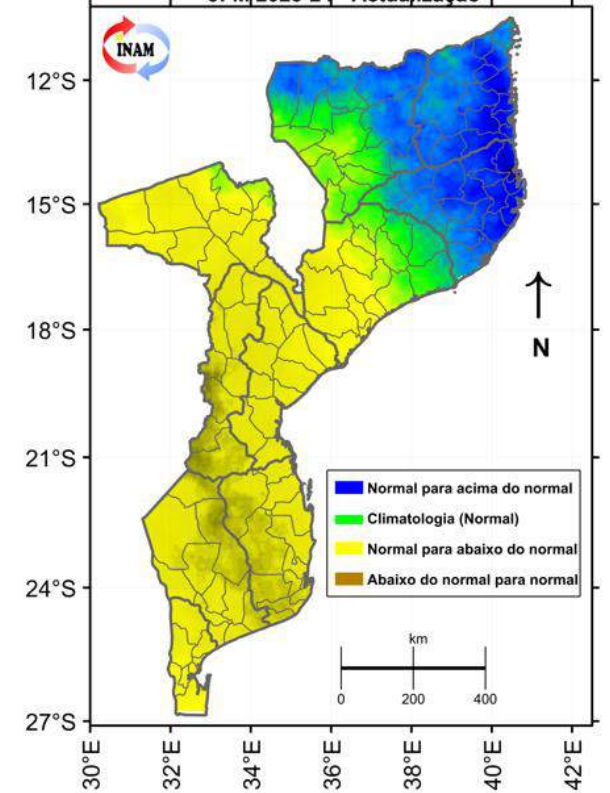 Actualização
INAM
12°S
15°S
18°S
21°S
24°S
27°S
N
Normal para acima do normal
Climatologia (Normal)
Normal para abaixo do normal
Abaixo do normal para normal
km
0 200 400
30°E 32°E 34°E 36°E 38°E 40°E 42°E